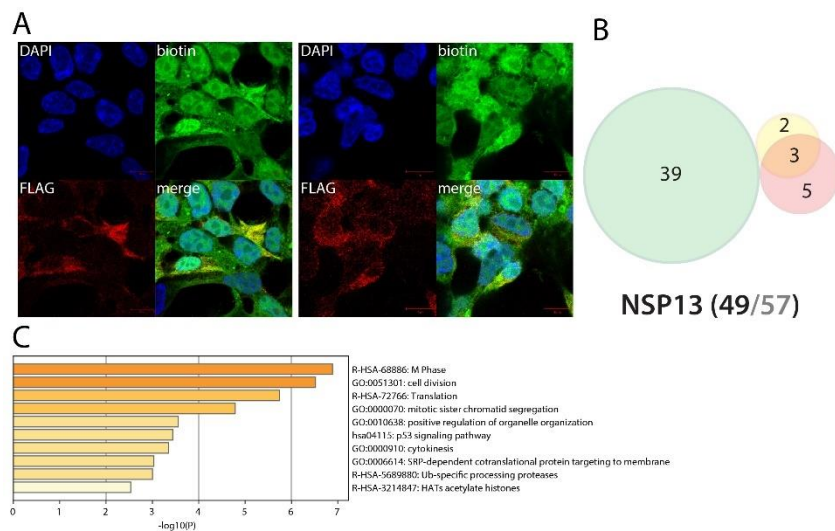 A
B
DAPI biotin DAPI biotin
FLAG merge FLAG merge
39
2
3
5
NSP13 (49/57)
C
R-HSA-68886: M Phase
GO:0051301: cell division
R-HSA-72766: Translation
GO:0000070: mitotic sister chromatid segregation
GO:0010638: positive regulation of organelle organization
hsa04115: p53 signaling pathway
GO:0000910: cytokinesis
GO:0006614: SRP-dependent cotranslational protein targeting to membrane
R-HSA-5689880: Ub-specific processing proteases
R-HSA-3214847: HATs acetylate histones
0 1 2 3 4 5 6 7
-log10(P)